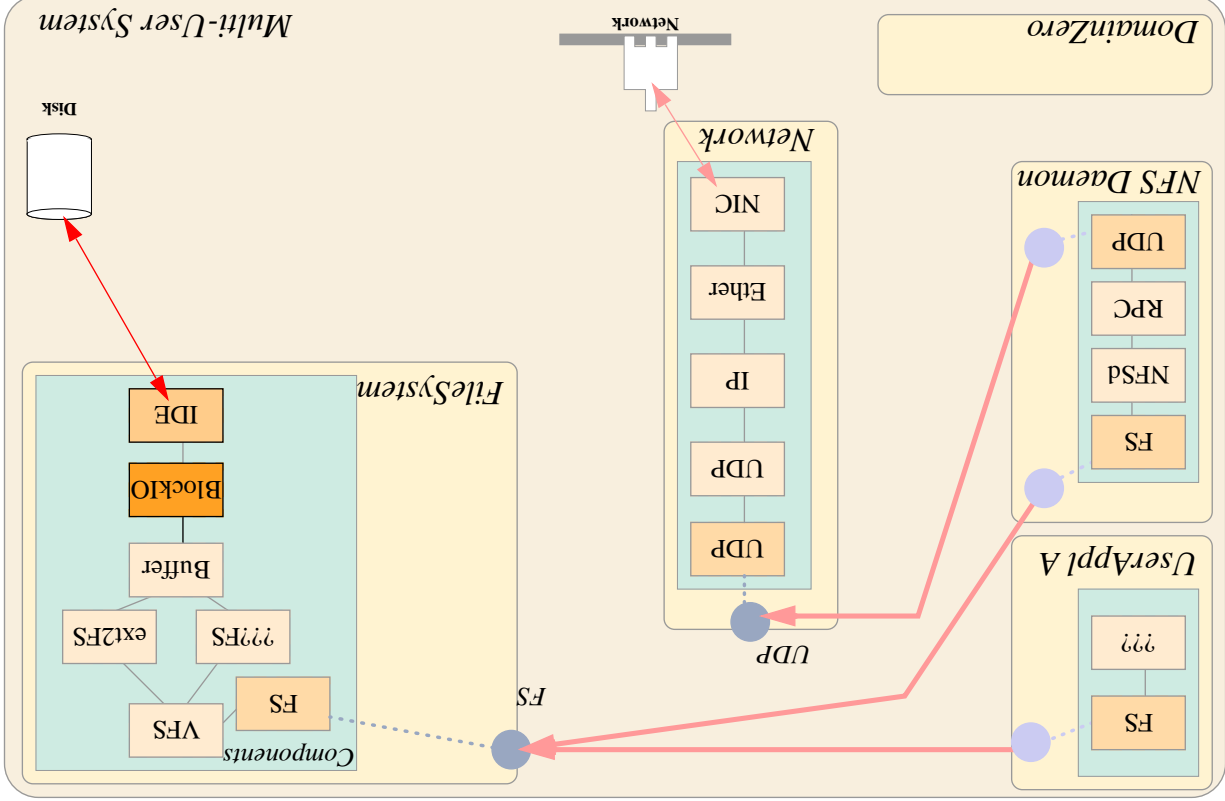 FS
???
UserAppl A
FS
NFSd
RPC
UDP
NFS Daemon
DomainZero
UDP
UDP
UDP
IP
Ether
NIC
Network
Network
FS
Components
FS
VFS
???FS
ext2FS
Buffer
BlockIO
IDE
FileSystem
Disk
Multi-User System